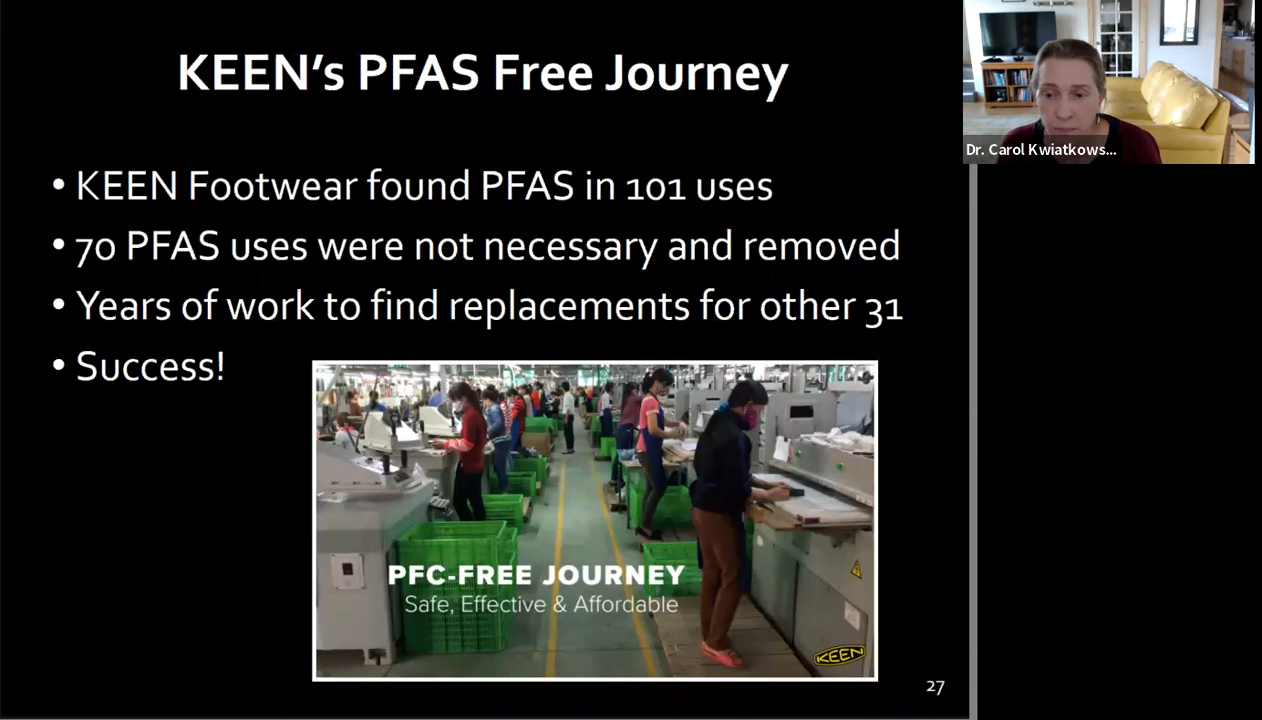 KEEN's PFAS Free Journey
Dr. Carol Kwiatkows...
• KEEN Footwear found PFAS in 101 uses
• 70 PFAS uses were not necessary and removed
• Years of work to find replacements for other 31
• Success!
PFC-FREE JOURNEY
Safe, Effective & Affordable
KEEN
27